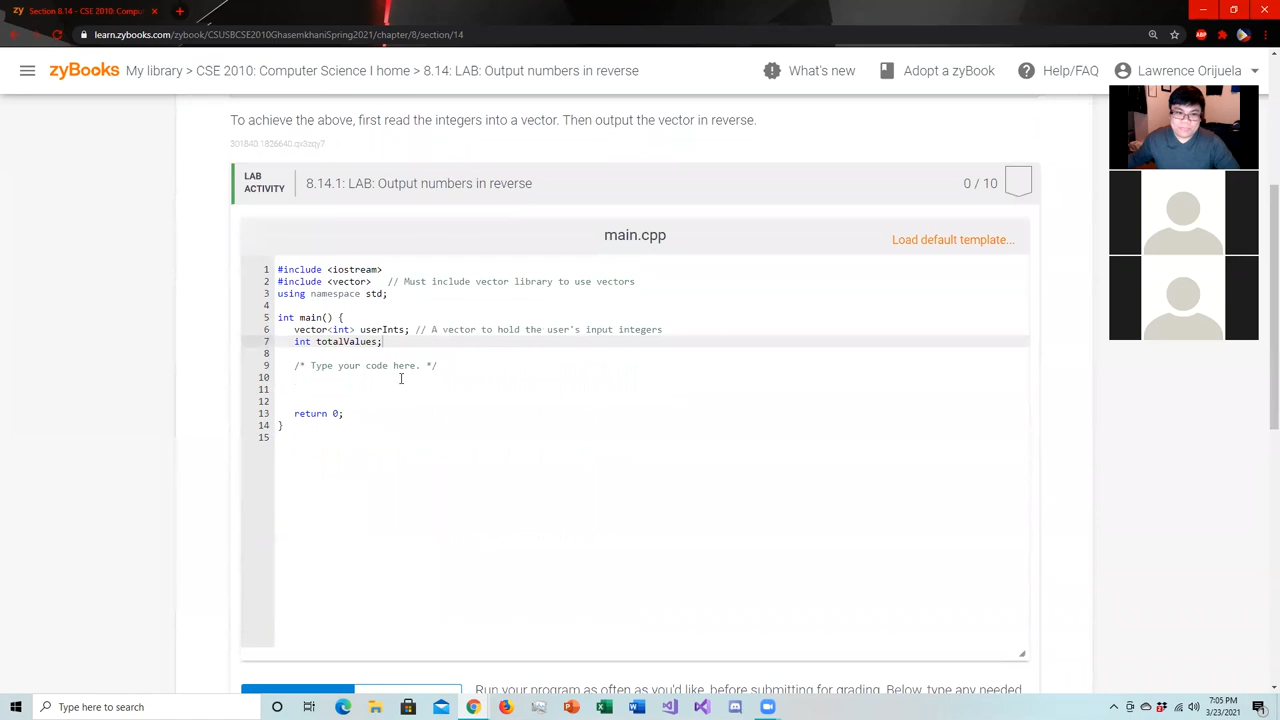 zy Section 8.14 - CSE 2010: Compu
learn.zybooks.com/zybook/CSUSBCSE2010GhasemkhaniSpring2021/chapter/8/section/14
ABP
zyBooks My library > CSE 2010: Computer Science I home > 8.14: LAB: Output numbers in reverse
What's new
Adopt a zyBook
Help/FAQ
Lawrence Orijuela
To achieve the above, first read the integers into a vector. Then output the vector in reverse.
301840.1826640.qx3zqy7
LAB
ACTIVITY
8.14.1: LAB: Output numbers in reverse
0 / 10
main.cpp
Load default template...
1 #include <iostream>
2 #include <vector> // Must include vector library to use vectors
3 using namespace std;
4
5 int main() {
6 vector<int> userInts; // A vector to hold the user's input integers
7 int totalValues;
8
9 /* Type your code here. */
10
11
12
13 return 0;
14 }
15
Run your program as often as you'd like, before submitting for grading. Below, type any needed
Type here to search
7:05 PM
3/23/2021